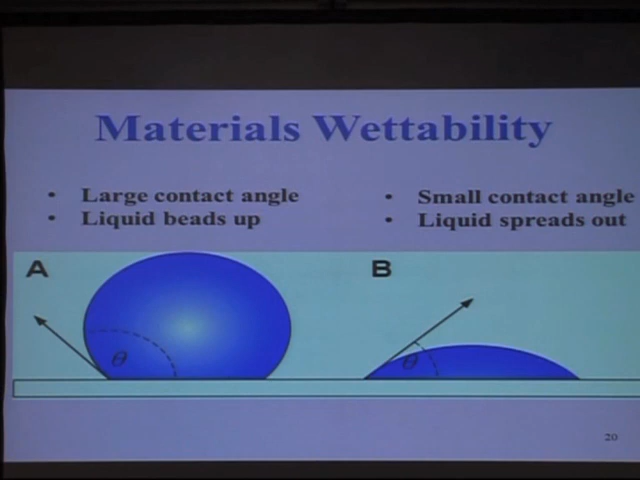 Materials Wettability
• Large contact angle
• Liquid beads up
• Small contact angle
• Liquid spreads out
A
B
θ
θ
20